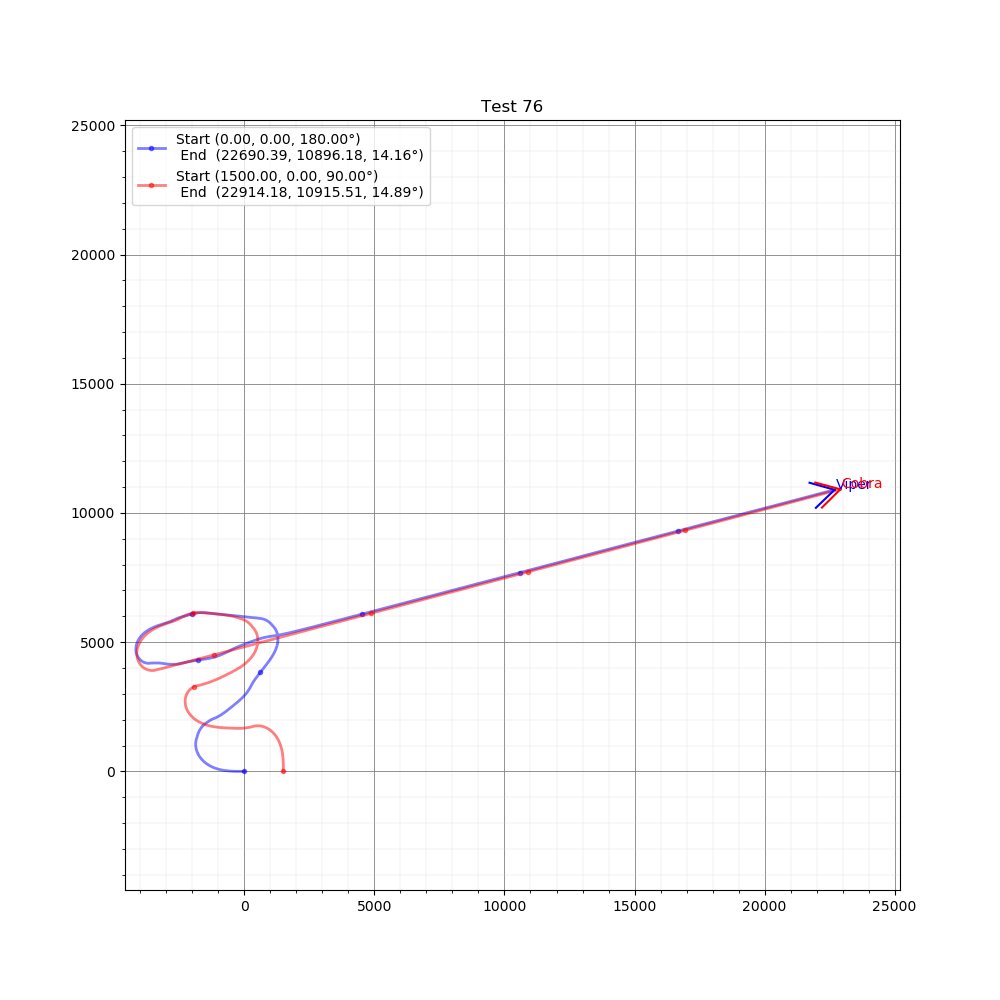 Test 76
25000
20000
15000
10000
5000
0
Start (0.00, 0.00, 180.00°)
End (22690.39, 10896.18, 14.16°)
Start (1500.00, 0.00, 90.00°)
End (22914.18, 10915.51, 14.89°)
Viper
Cobra
0
5000
10000
15000
20000
25000